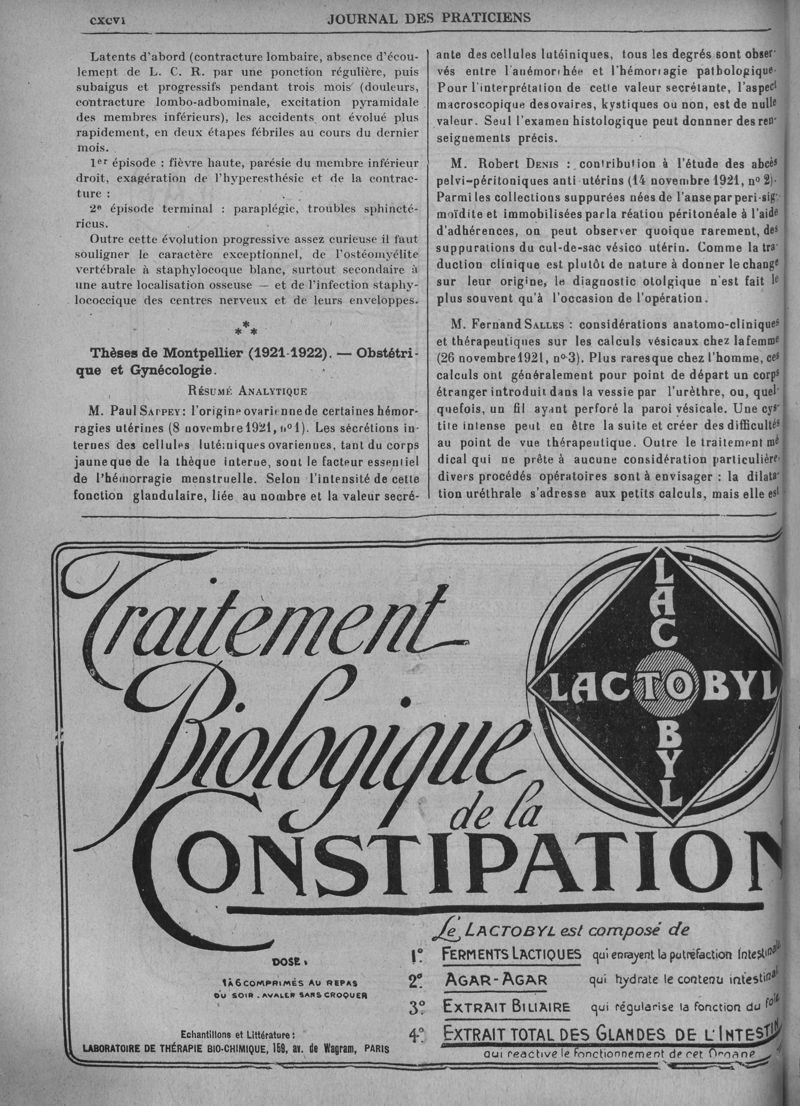 CXCVI
JOURNAL DES PRATICIENS
Latents d'abord (contracture lombaire, absence d'écou-
lement de L. C. R. par une ponction régulière, puis
subaigus et progressifs pendant trois mois (douleurs,
contracture lombo-adbominale, excitation pyramidale
des membres inférieurs), les accidents ont évolué plus
rapidement, en deux étapes fébriles au cours du dernier
mois.
1er épisode : fièvre haute, parésie du membre inférieur
droit, exagération de l'hyperesthésie et de la contrac-
ture :
2e épisode terminal : paraplégie, troubles sphincté-
ricus.
Outre cette évolution progressive assez curieuse il faut
souligner le caractère exceptionnel, de l'ostéomyélite
vertébrale à staphylocoque blanc, surtout secondaire à
une autre localisation osseuse — et de l'infection staphy-
lococcique des centres nerveux et de leurs enveloppes.
***
Thèses de Montpellier (1921-1922). — Obstétri-
que et Gynécologie.
RÉSUMÉ ANALYTIQUE
M. Paul SAPPEY : l'origine ovarienne de certaines hémor-
ragies utérines (8 novembre 1921, no 1). Les sécrétions in-
ternes des cellules lutéiniques ovariennes, tant du corps
jaune que de la thèque interne, sont le facteur essentiel
de l'hémorragie menstruelle. Selon l'intensité de cette
fonction glandulaire, liée au nombre et la valeur secré-
ante des cellules lutéiniques, tous les degrés sont obser-
vés entre l'anémorrhée et l'hémorragie pathologique.
Pour l'interprétation de cette valeur secrétante, l'aspect
macroscopique des ovaires, kystiques ou non, est de nulle
valeur. Seul l'examen histologique peut donnner des ren-
seignements précis.
M. Robert DENIS : contribution à l'étude des abcès
pelvi-péritoniques anti utérins (14 novembre 1921, no 2).
Parmi les collections suppurées nées de l'anse par peri-sig-
moïdite et immobilisées par la réation péritonéale à l'aide
d'adhérences, on peut observer quoique rarement, des
suppurations du cul-de-sac vésico utérin. Comme la tra-
duction clinique est plutôt de nature à donner le change
sur leur origine, le diagnostic otolgique n'est fait le
plus souvent qu'à l'occasion de l'opération.
M. Fernand SALLES : considérations anatomo-cliniques
et thérapeutiques sur les calculs vésicaux chez la femme
(26 novembre 1921, no 3). Plus rares que chez l'homme, ces
calculs ont généralement pour point de départ un corps
étranger introduit dans la vessie par l'urèthre, ou, quel-
quefois, un fil ayant perforé la paroi vésicale. Une cys-
tite intense peut en être la suite et créer des difficultés
au point de vue thérapeutique. Outre le traitement mé
dical qui ne prête à aucune considération particulière
divers procédés opératoires sont à envisager : la dilata-
tion uréthrale s'adresse aux petits calculs, mais elle est
Traitement
Biologique
de la
CONSTIPATION
LACTOBYL
LACTOBYL
Le LACTOBYL est composé de
1° FERMENTS LACTIQUES qui enrayent la putréfaction intestinale
2° AGAR-AGAR qui hydrate le contenu intestinal
3° EXTRAIT BILIAIRE qui régularise la fonction du foie
4° EXTRAIT TOTAL DES GLANDES DE L'INTESTIN
qui réactive le fonctionnement de cet Organe
DOSE :
1 À 6 COMPRIMÉS AU REPAS
DU SOIR . AVALER SANS CROQUER
Echantillons et Littérature :
LABORATOIRE DE THÉRAPIE BIO-CHIMIQUE, 159, av. de Wagram, PARIS